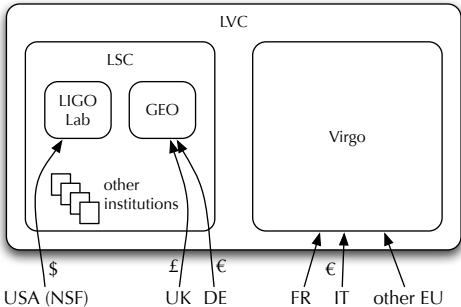 LVC
LSC
LIGO
Lab
GEO
Virgo
other
institutions
$
£
€
€
USA (NSF)
UK
DE
FR
IT
other EU